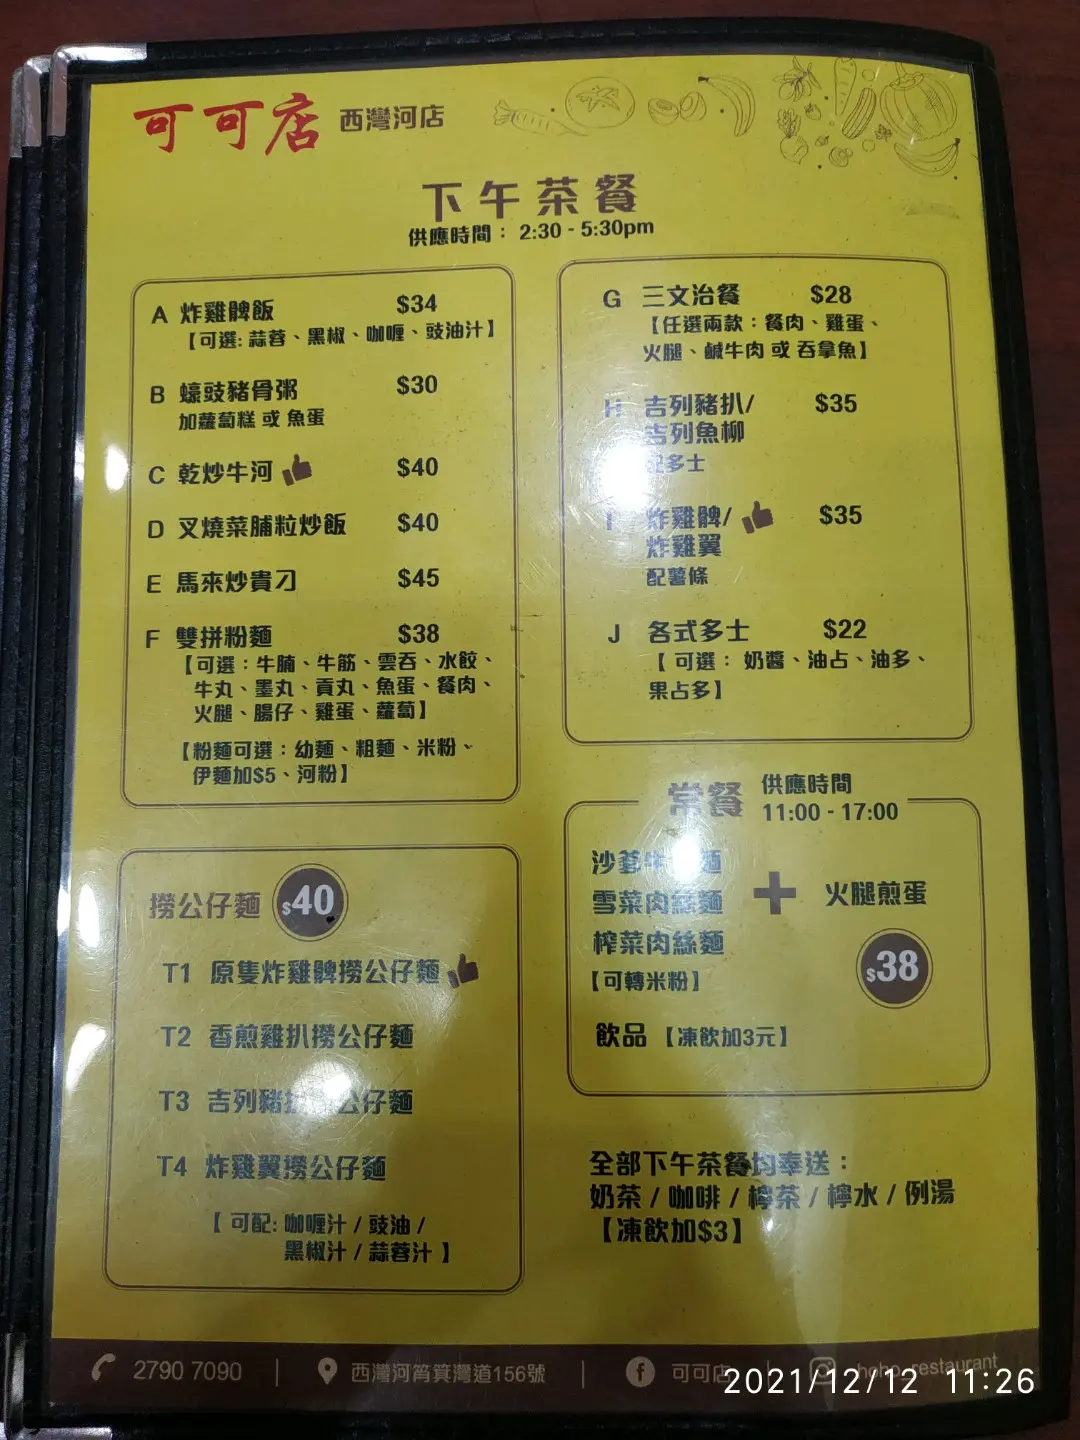 可可店 西灣河店
下午茶餐
供應時間： 2:30 - 5:30pm
A 炸雞髀飯 $34
【可選: 蒜蓉、黑椒、咖喱、豉油汁】
B 蠔豉豬骨粥 $30
加蘿蔔糕 或 魚蛋
C 乾炒牛河 $40
D 叉燒菜脯粒炒飯 $40
E 馬來炒貴刁 $45
F 雙拼粉麵 $38
【可選：牛腩、牛筋、雲吞、水餃、
牛丸、墨丸、貢丸、魚蛋、餐肉、
火腿、腸仔、雞蛋、蘿蔔】
【粉麵可選：幼麵、粗麵、米粉、
伊麵加$5、河粉】
撈公仔麵 $40
T1 原隻炸雞髀撈公仔麵
T2 香煎雞扒撈公仔麵
T3 吉列豬 公仔麵
T4 炸雞翼撈公仔麵
【 可配: 咖喱汁 / 豉油 /
黑椒汁 / 蒜蓉汁 】
G 三文治餐 $28
【任選兩款：餐肉、雞蛋、
火腿、鹹牛肉 或 吞拿魚】
H 吉列豬扒/ $35
吉列魚柳
配多士
I 炸雞髀/ $35
炸雞翼
配薯條
J 各式多士 $22
【 可選： 奶醬、油占、油多、
果占多】
常餐 供應時間
11:00 - 17:00
沙爹牛 麵
雪菜肉絲麵 + 火腿煎蛋
榨菜肉絲麵
【可轉米粉】 $38
飲品 【凍飲加3元】
全部下午茶餐均奉送：
奶茶 / 咖啡 / 檸茶 / 檸水 / 例湯
【凍飲加$3】
2790 7090 | 西灣河筲箕灣道156號 | 可可店 | hoho_restaurant
2021/12/12 11:26